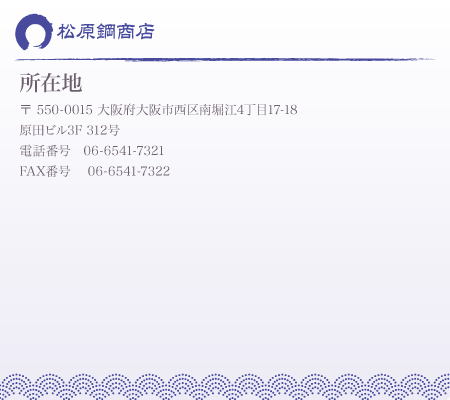 松原鋼商店
所在地
〒 550-0015 大阪府大阪市西区南堀江4丁目17-18
原田ビル3F 312号
電話番号 06-6541-7321
FAX番号 06-6541-7322